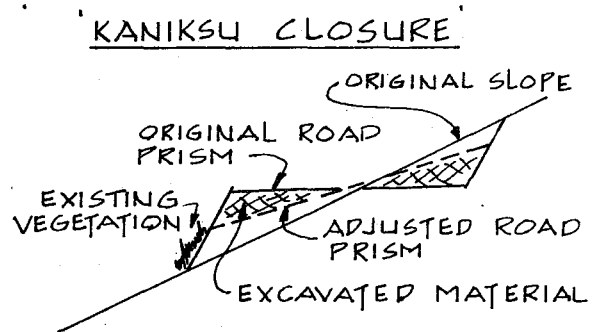 'KANIKSU CLOSURE'
ORIGINAL SLOPE
ORIGINAL ROAD
PRISM
EXISTING
VEGETATION
ADJUSTED ROAD
PRISM
EXCAVATED MATERIAL